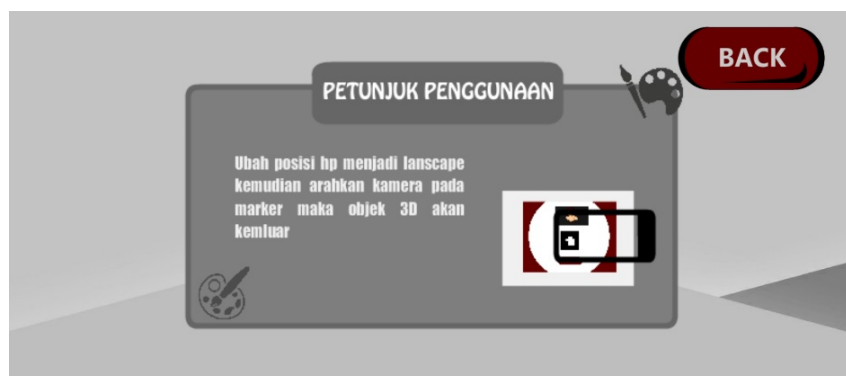 BACK
PETUNJUK PENGGUNAAN
Ubah posisi hp menjadi lanscape
kemudian arahkan kamera pada
marker maka objek 3D akan
kemluar